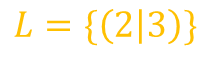 L = {(2|3)}